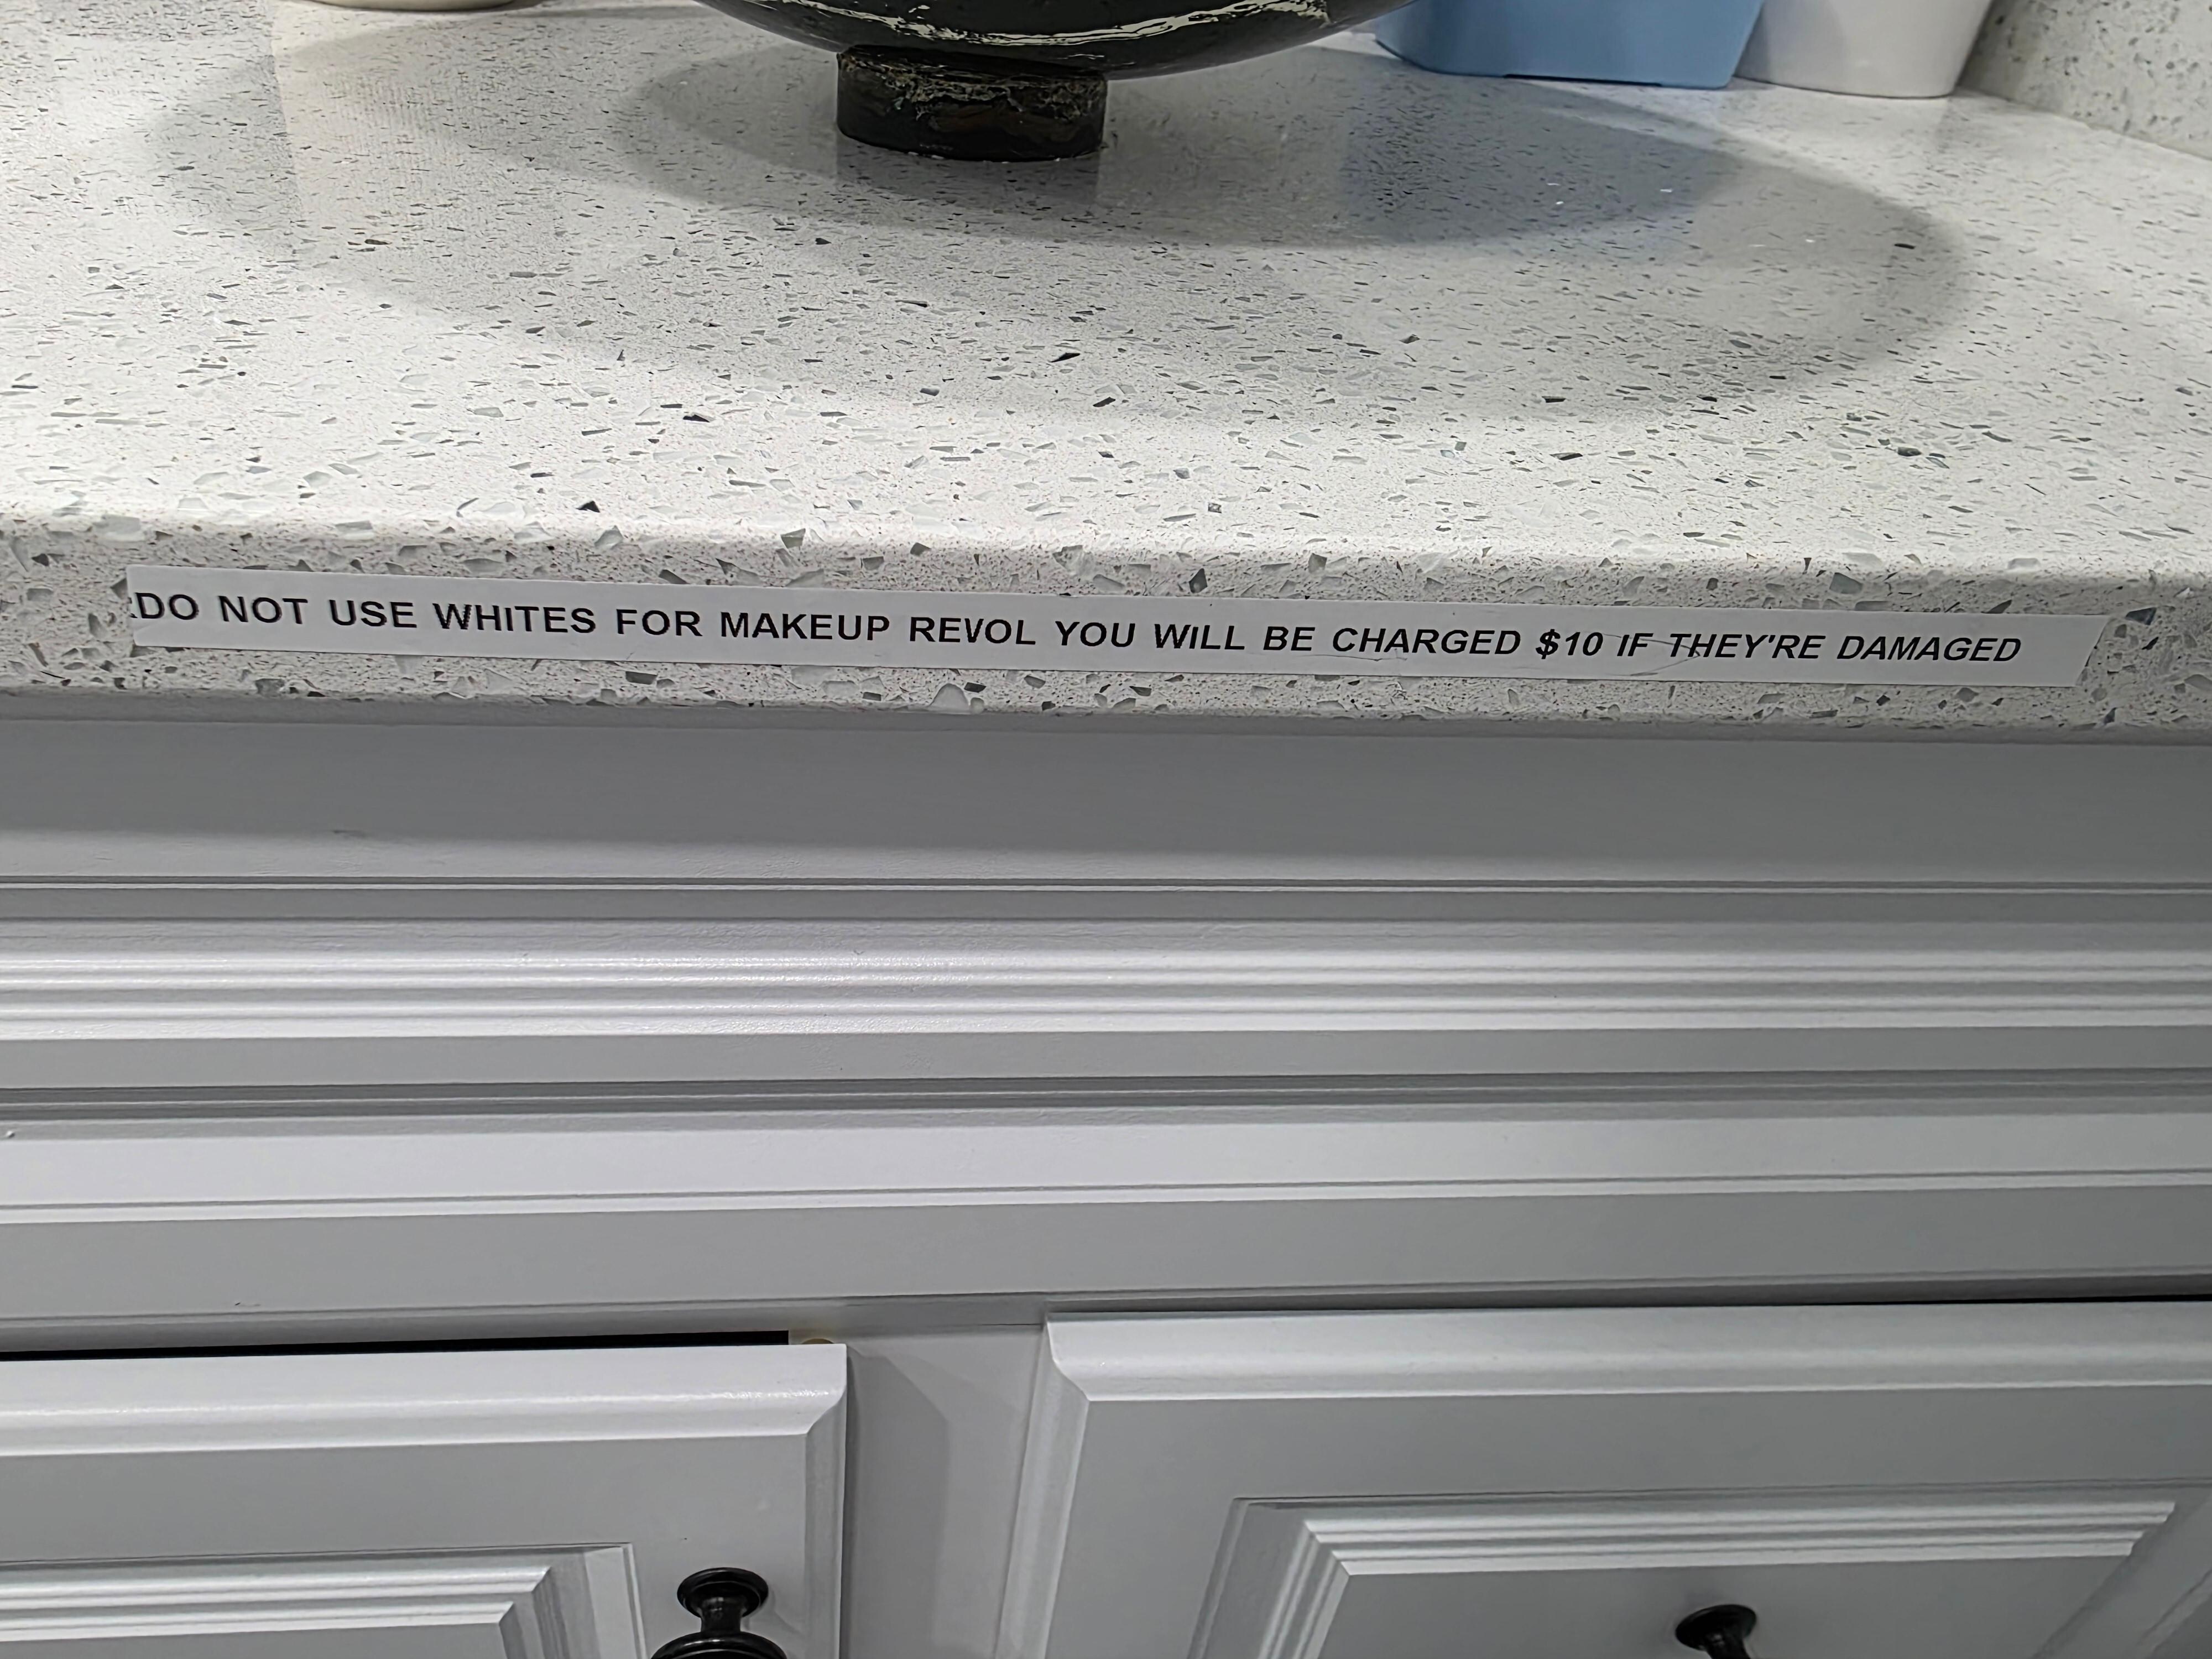 DO NOT USE WHITES FOR MAKEUP REVOL YOU WILL BE CHARGED $10 IF THEY'RE DAMAGED